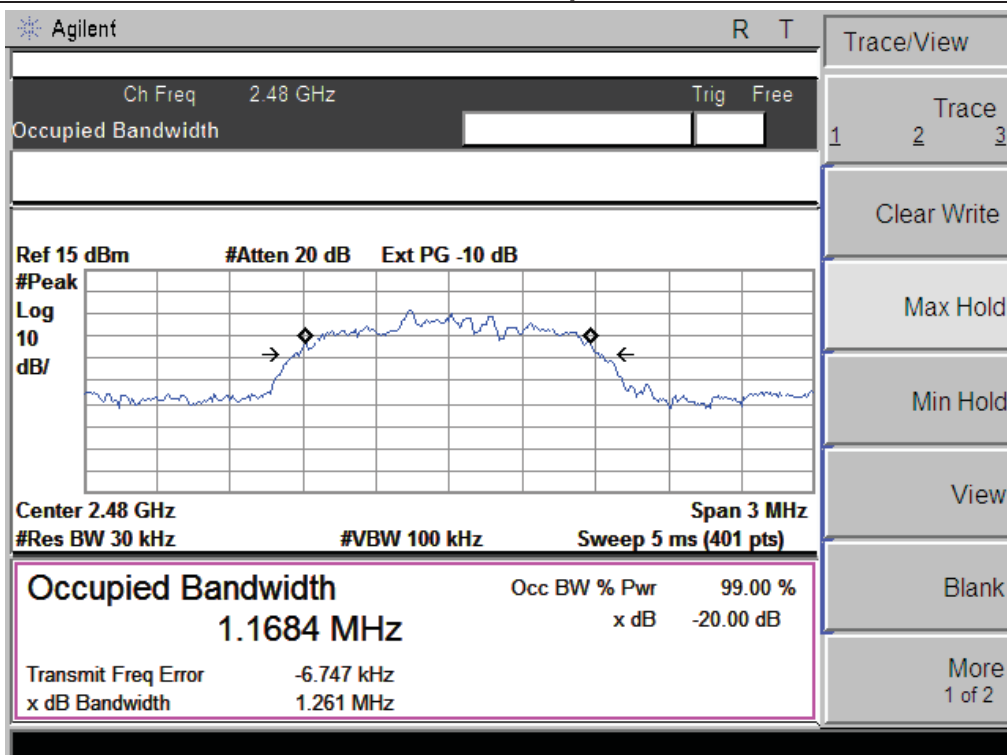 Agilent R T
Ch Freq 2.48 GHz Trig Free
Occupied Bandwidth
Ref 15 dBm #Atten 20 dB Ext PG -10 dB
#Peak
Log
10
dB/
Center 2.48 GHz Span 3 MHz
#Res BW 30 kHz #VBW 100 kHz Sweep 5 ms (401 pts)
Occupied Bandwidth Occ BW % Pwr 99.00 %
1.1684 MHz x dB -20.00 dB
Transmit Freq Error -6.747 kHz
x dB Bandwidth 1.261 MHz
Trace/View
Trace
1 2 3
Clear Write
Max Hold
Min Hold
View
Blank
More
1 of 2